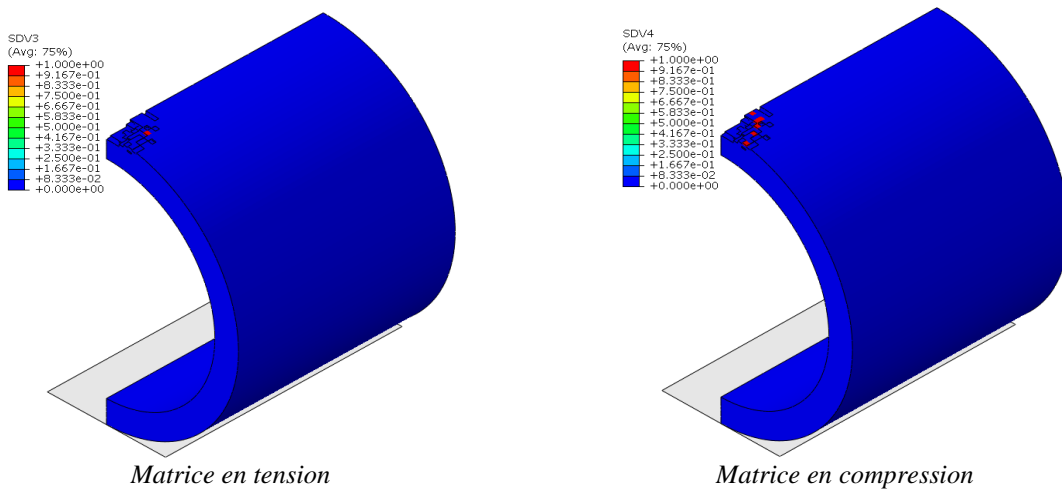 SDV3
(Avg: 75%)
+1.000e+00
+9.167e-01
+8.333e-01
+7.500e-01
+6.667e-01
+5.833e-01
+5.000e-01
+4.167e-01
+3.333e-01
+2.500e-01
+1.667e-01
+8.333e-02
+0.000e+00
Matrice en tension
SDV4
(Avg: 75%)
+1.000e+00
+9.167e-01
+8.333e-01
+7.500e-01
+6.667e-01
+5.833e-01
+5.000e-01
+4.167e-01
+3.333e-01
+2.500e-01
+1.667e-01
+8.333e-02
+0.000e+00
Matrice en compression